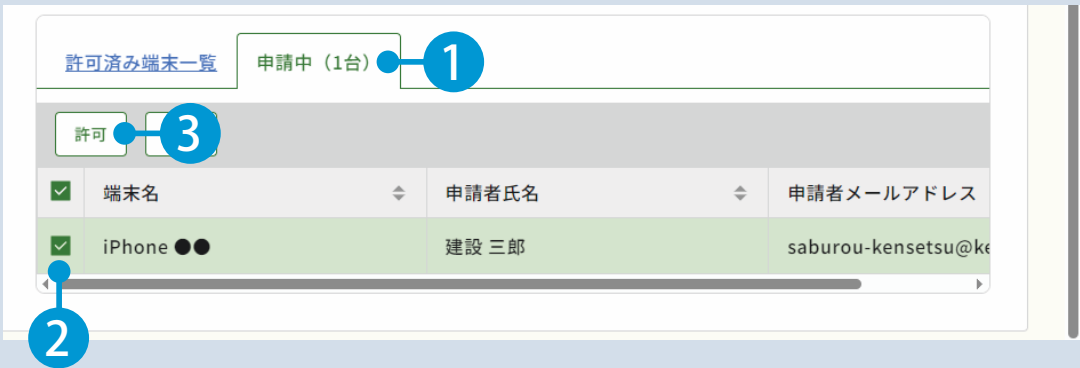 許可済み端末一覧 申請中（1台） 1
許可 3
端末名 申請者氏名 申請者メールアドレス
iPhone ●● 建設 三郎 saburou-kensetsu@ke
2